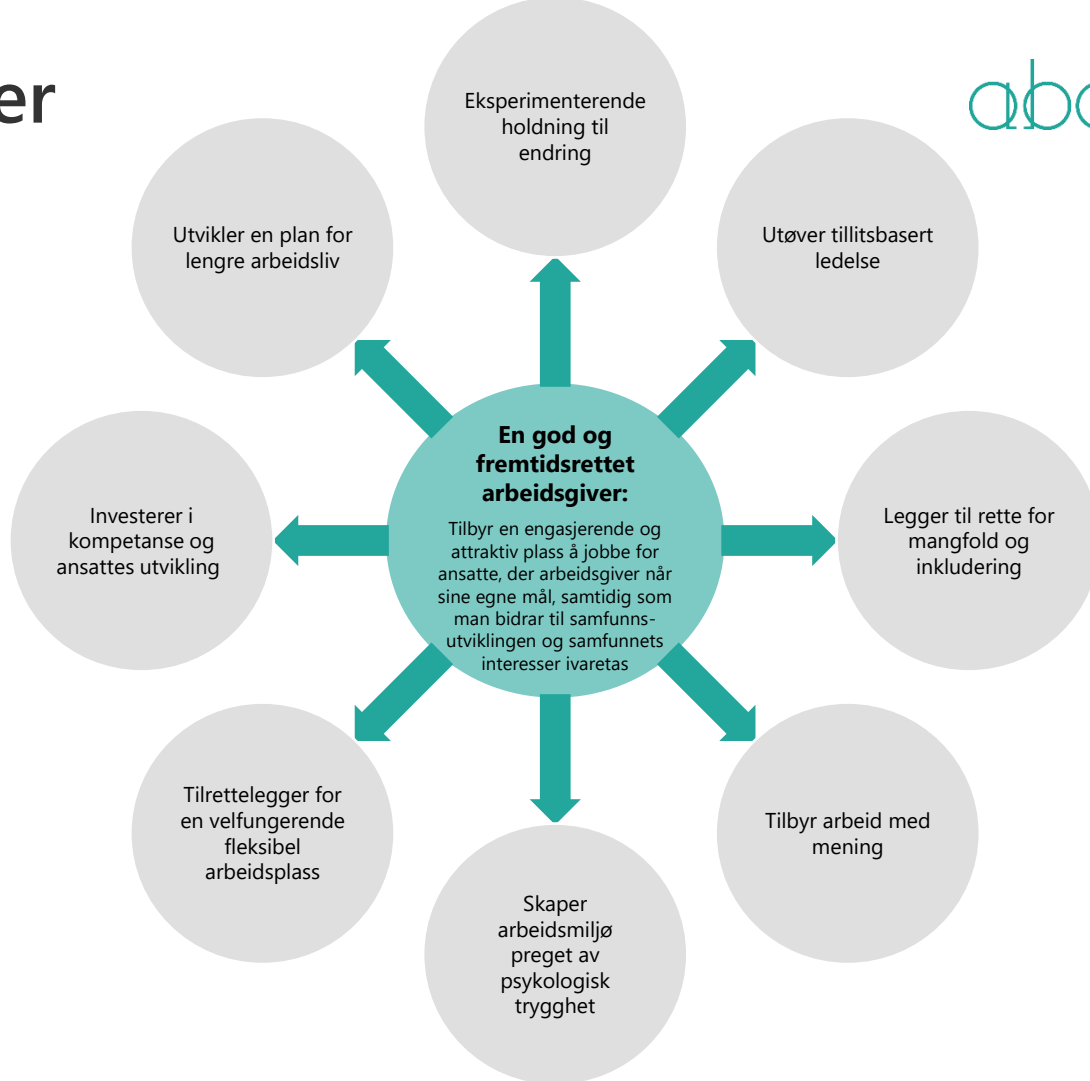 er
abc
Eksperimenterende
holdning til
endring
Utøver tillitsbasert
ledelse
Legger til rette for
mangfold og
inkludering
Tilbyr arbeid med
mening
Skaper
arbeidsmiljø
preget av
psykologisk
trygghet
Tilrettelegger for
en velfungerende
fleksibel
arbeidsplass
Investerer i
kompetanse og
ansattes utvikling
Utvikler en plan for
lengre arbeidsliv
En god og
fremtidsrettet
arbeidsgiver:
Tilbyr en engasjerende og
attraktiv plass å jobbe for
ansatte, der arbeidsgiver når
sine egne mål, samtidig som
man bidrar til samfunns-
utviklingen og samfunnets
interesser ivaretas